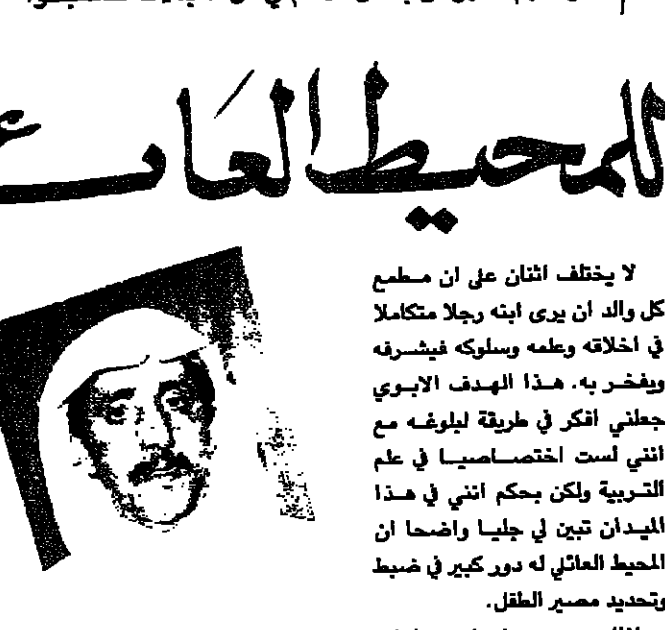 للمحيط العائ
لا يختلف اثنان على ان مطمع
كل والد ان يرى ابنه رجلا متكاملا
في اخلاقه وعلمه وسلوكه فيشرفه
ويفخر به. هذا الهدف الابوي
جعلني افكر في طريقة لبلوغه مع
انني لست اختصاصيا في علم
التربية ولكن بحكم انني في هذا
الميدان تبين لي جليا واضحا ان
المحيط العائلي له دور كبير في ضبط
وتحديد مصير الطفل.